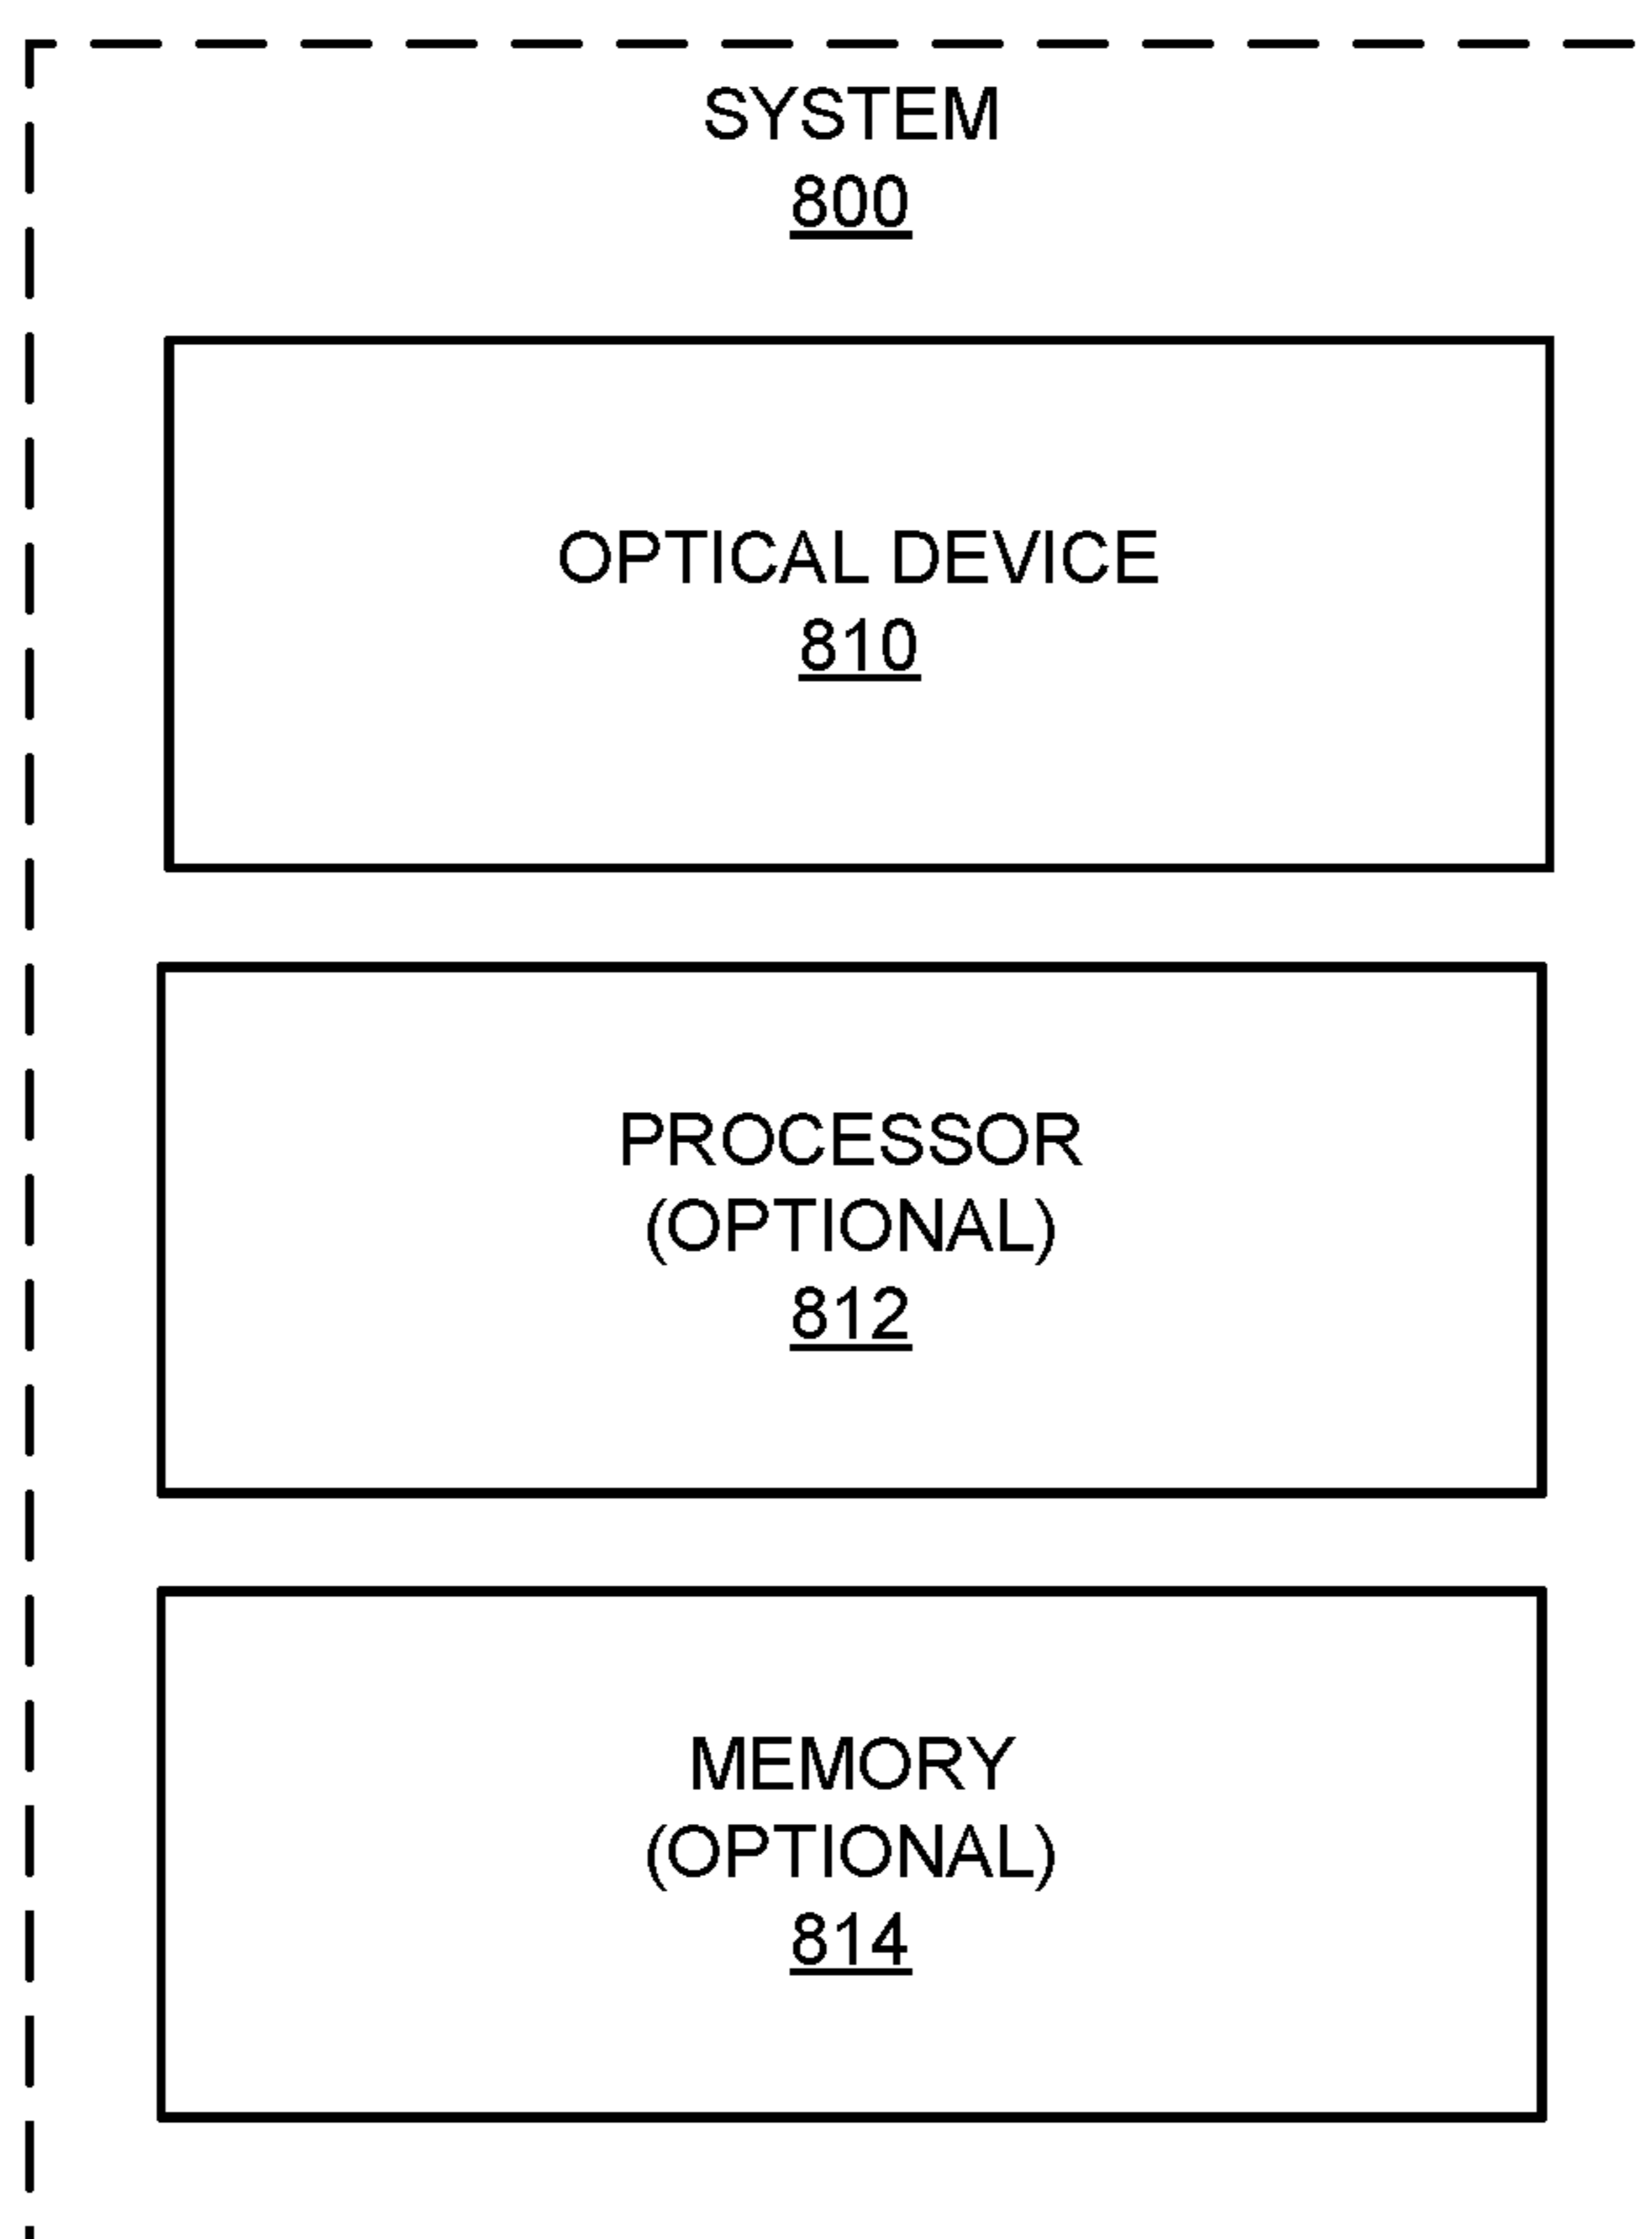 SYSTEM
800
OPTICAL DEVICE
810
PROCESSOR
(OPTIONAL)
812
MEMORY
(OPTIONAL)
814